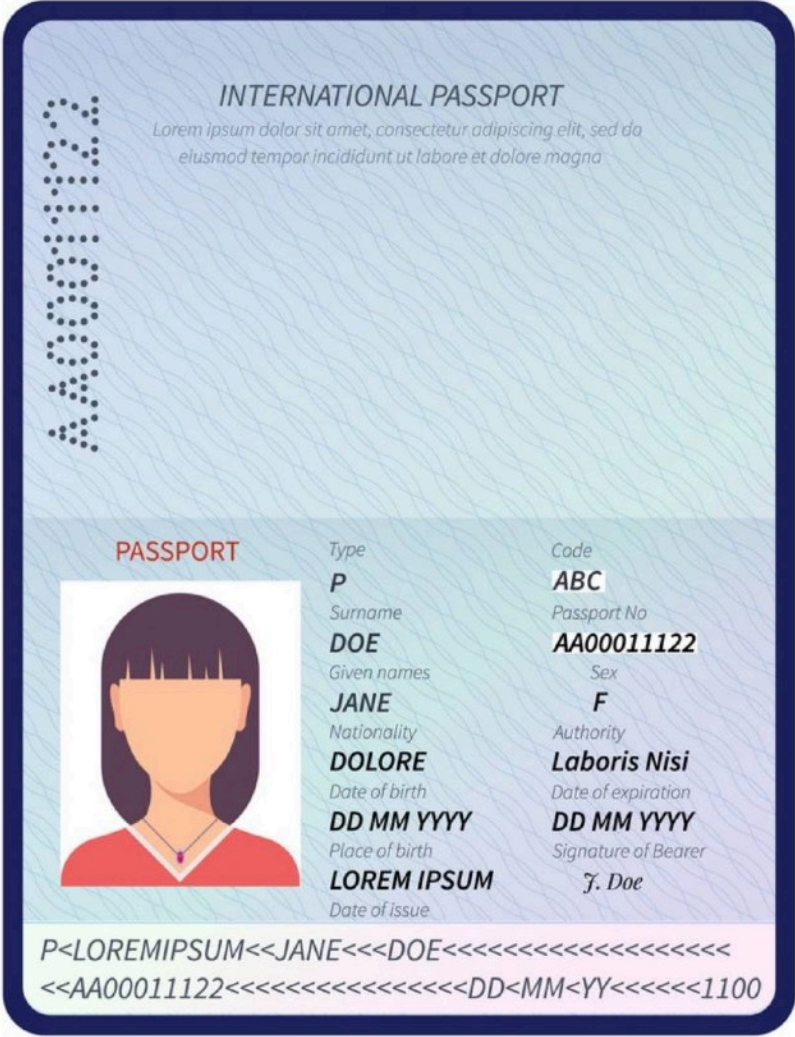 AA00011122
INTERNATIONAL PASSPORT
Lorem ipsum dolor sit amet, consectetur adipiscing elit, sed do
eiusmod tempor incididunt ut labore et dolore magna
PASSPORT
Type Code
P ABC
Surname Passport No
DOE AA00011122
Given names Sex
JANE F
Nationality Authority
DOLORE Laboris Nisi
Date of birth Date of expiration
DD MM YYYY DD MM YYYY
Place of birth Signature of Bearer
LOREM IPSUM J. Doe
Date of issue
P<LOREMIPSUM<<JANE<<<DOE<<<<<<<<<<<<<<<<<<<
<<AA00011122<<<<<<<<<<<<<<<<DD<MM<YY<<<<<<1100